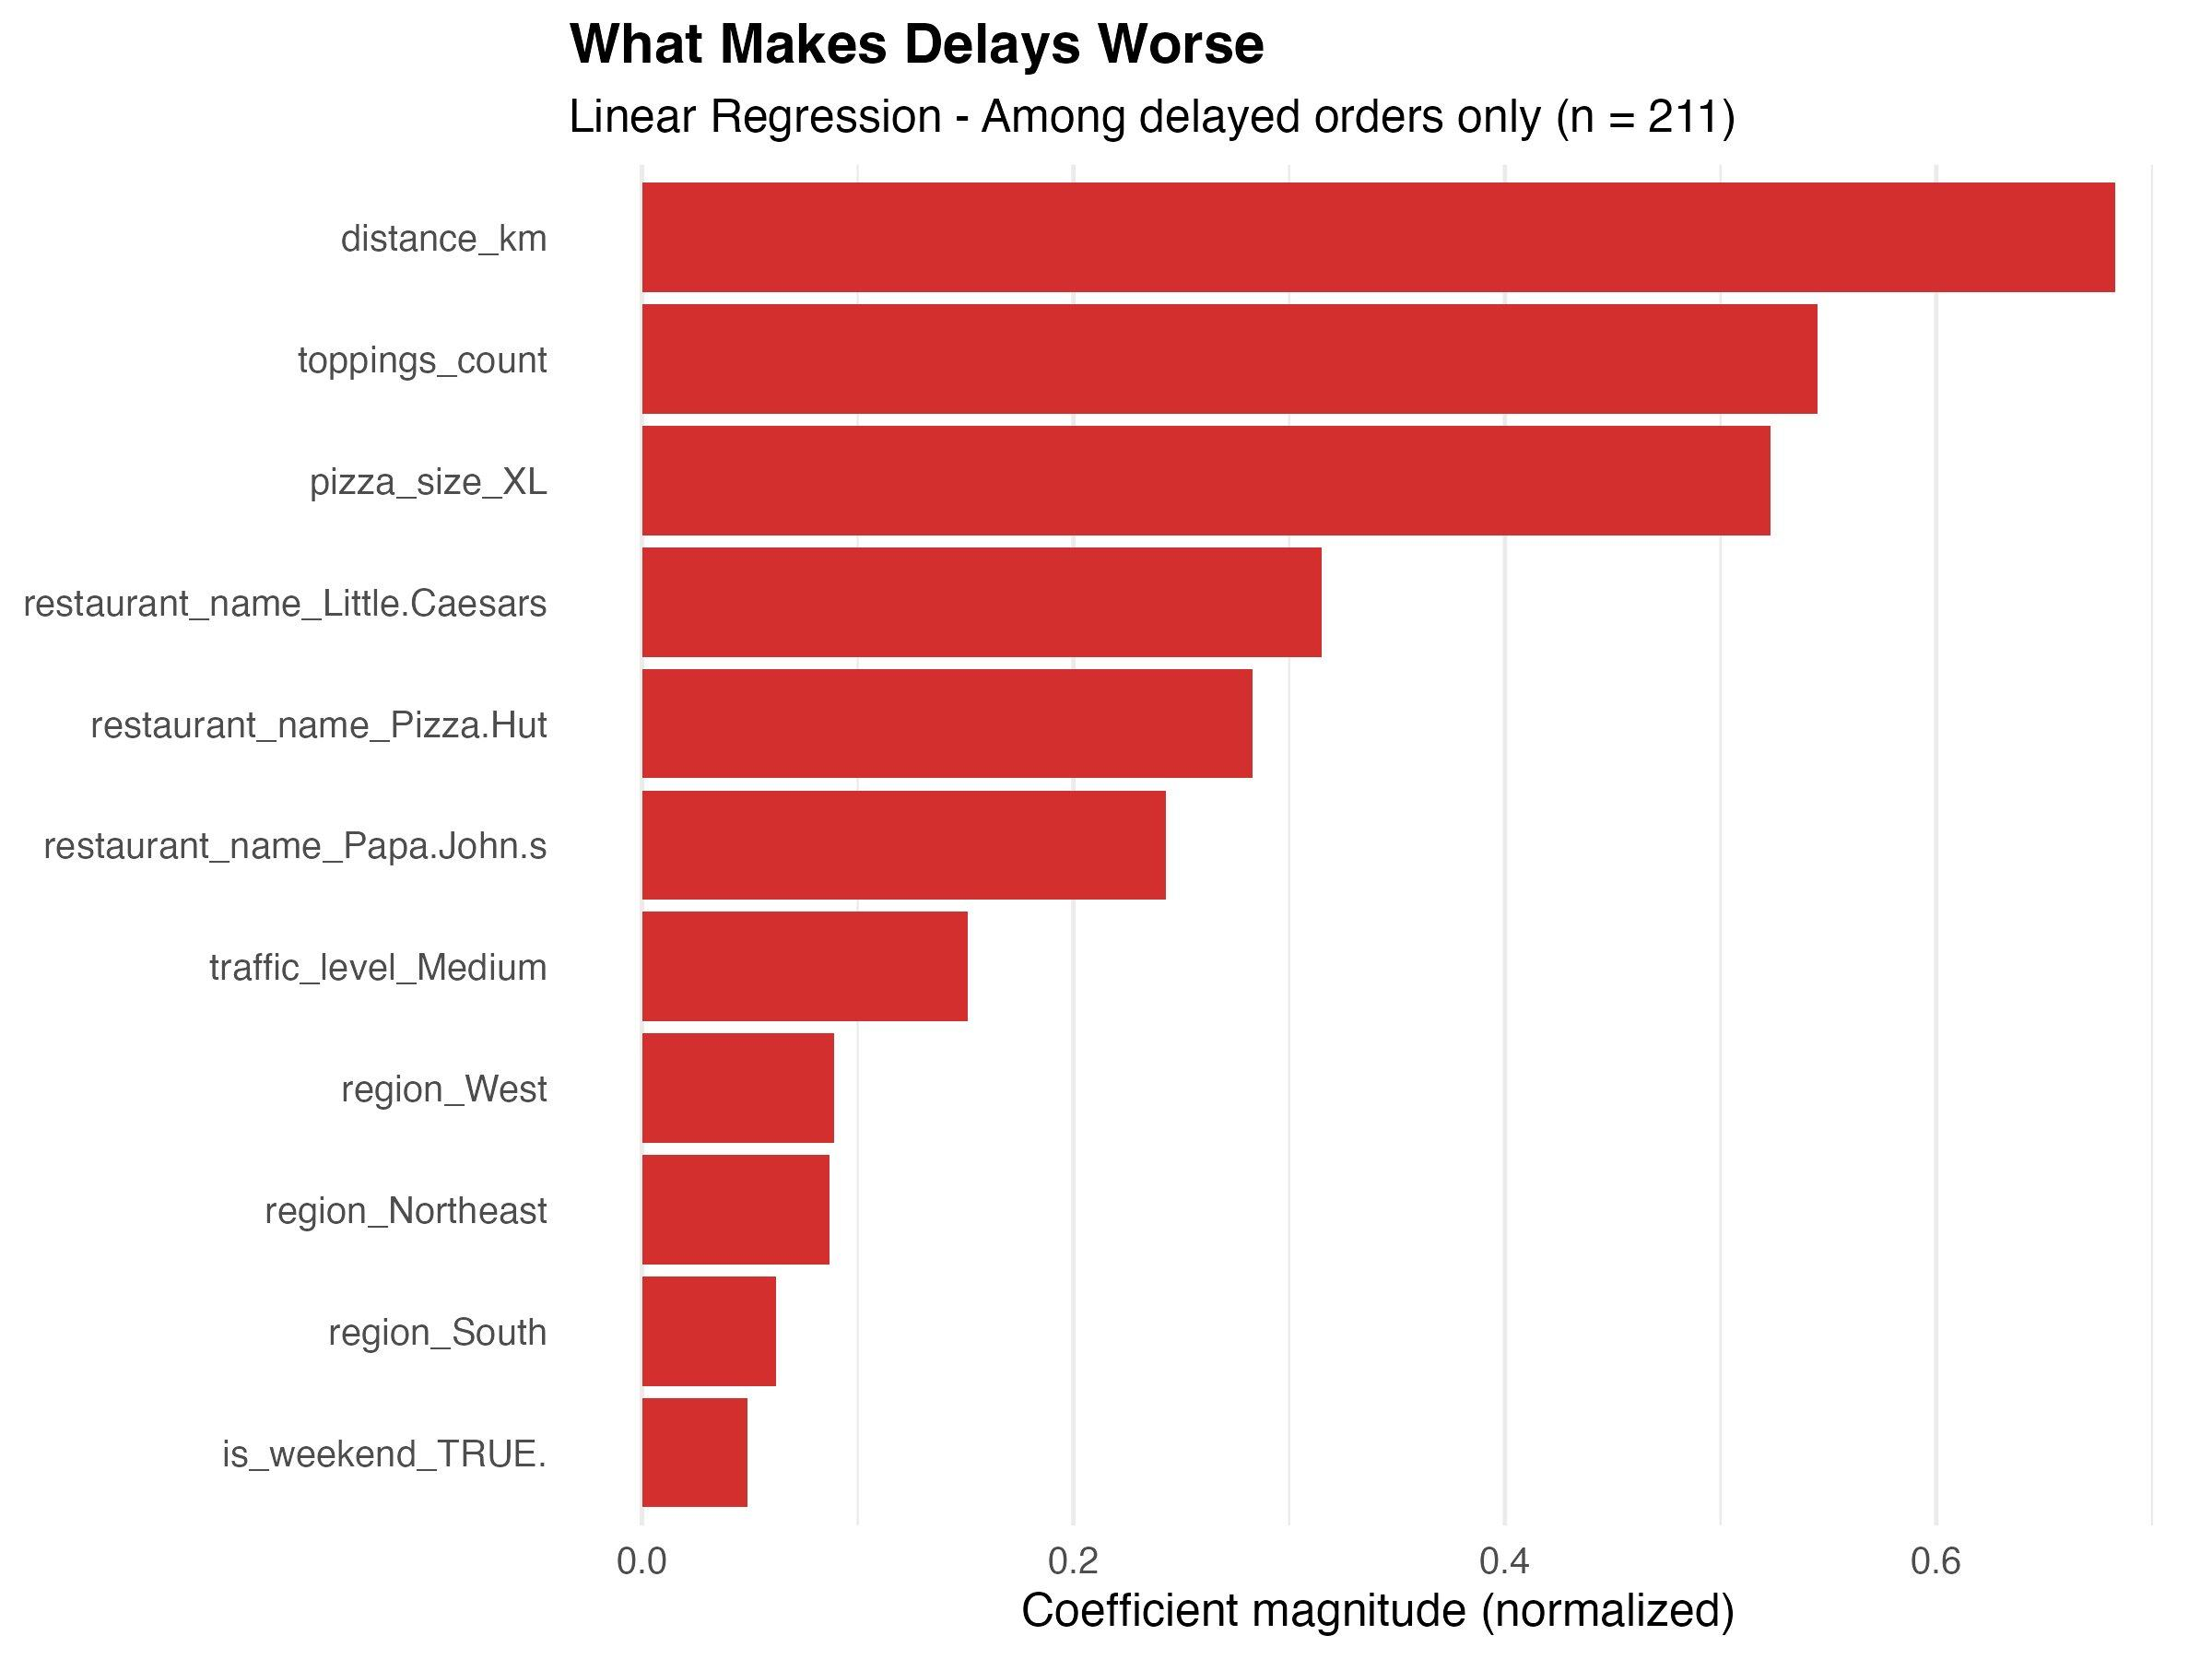 What Makes Delays Worse
Linear Regression - Among delayed orders only (n = 211)
distance_km
toppings_count
pizza_size_XL
restaurant_name_Little.Caesars
restaurant_name_Pizza.Hut
restaurant_name_Papa.John.s
traffic_level_Medium
region_West
region_Northeast
region_South
is_weekend_TRUE.
0.0 0.2 0.4 0.6
Coefficient magnitude (normalized)